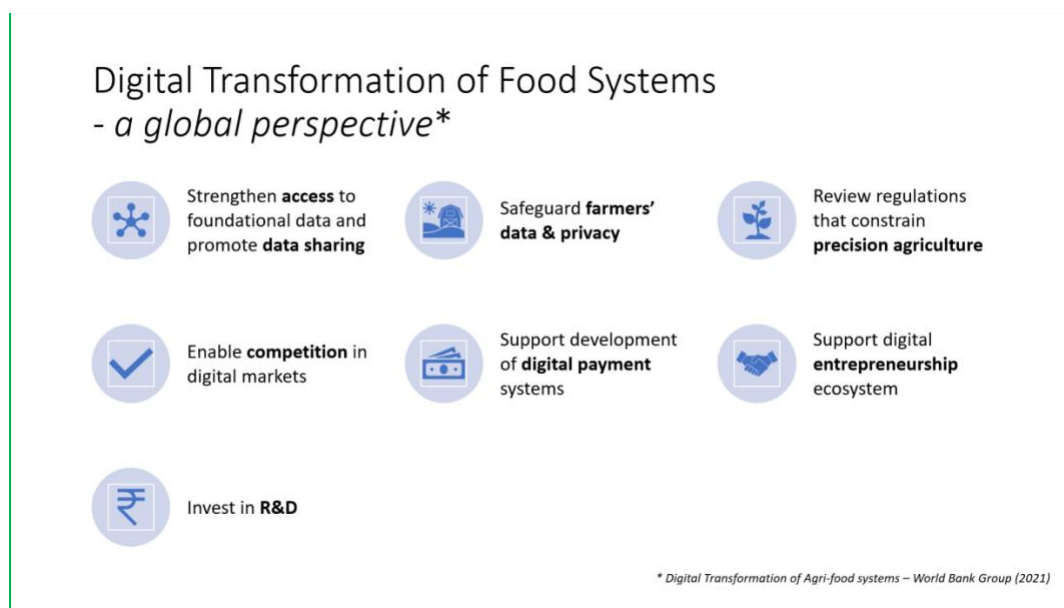 Digital Transformation of Food Systems
- a global perspective*
Strengthen access to
foundational data and
promote data sharing
Safeguard farmers’
data & privacy
Review regulations
that constrain
precision agriculture
Enable competition in
digital markets
Support development
of digital payment
systems
Support digital
entrepreneurship
ecosystem
Invest in R&D
* Digital Transformation of Agri-food systems – World Bank Group (2021)